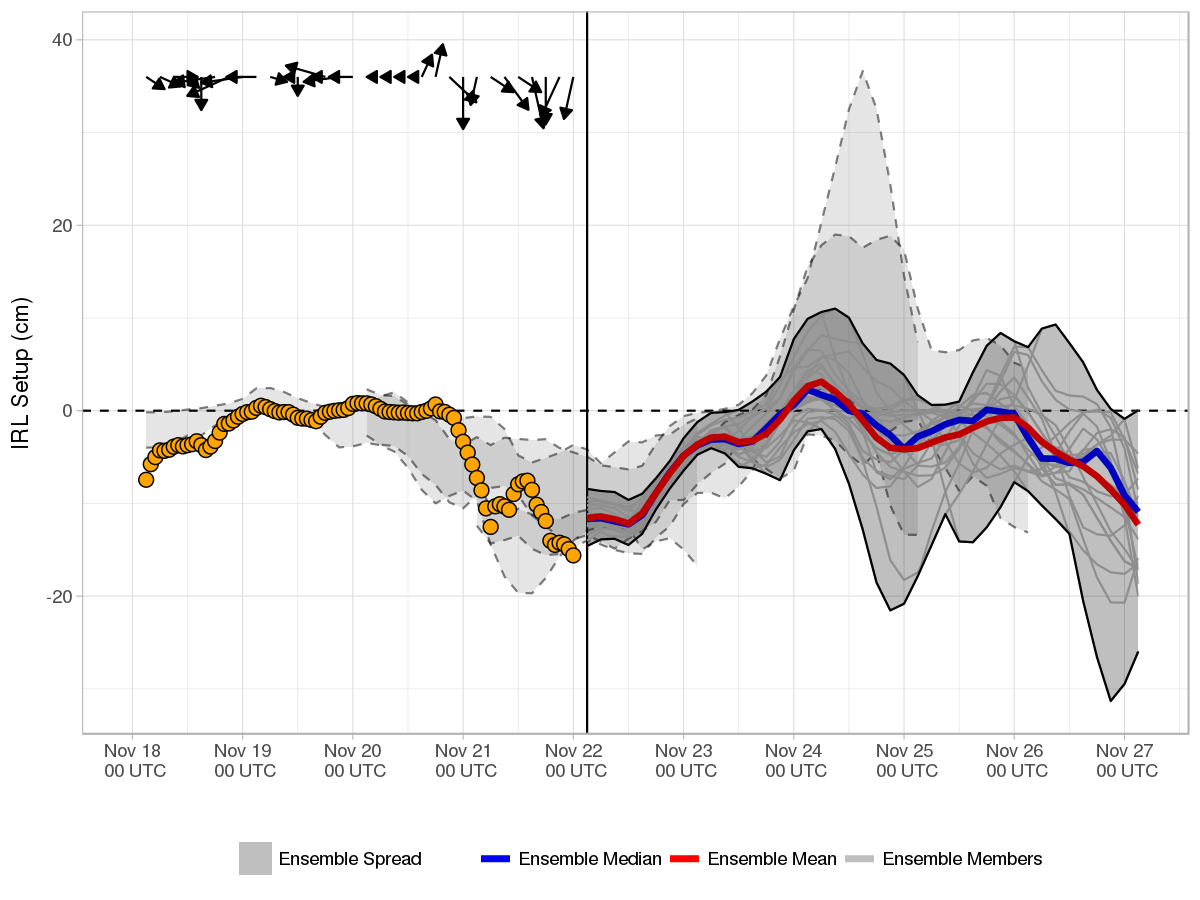 IRL Setup (cm)
40
20
0
-20
Nov 18 Nov 19 Nov 20 Nov 21 Nov 22 Nov 23 Nov 24 Nov 25 Nov 26 Nov 27
00 UTC 00 UTC 00 UTC 00 UTC 00 UTC 00 UTC 00 UTC 00 UTC 00 UTC 00 UTC
Ensemble Spread Ensemble Median Ensemble Mean Ensemble Members